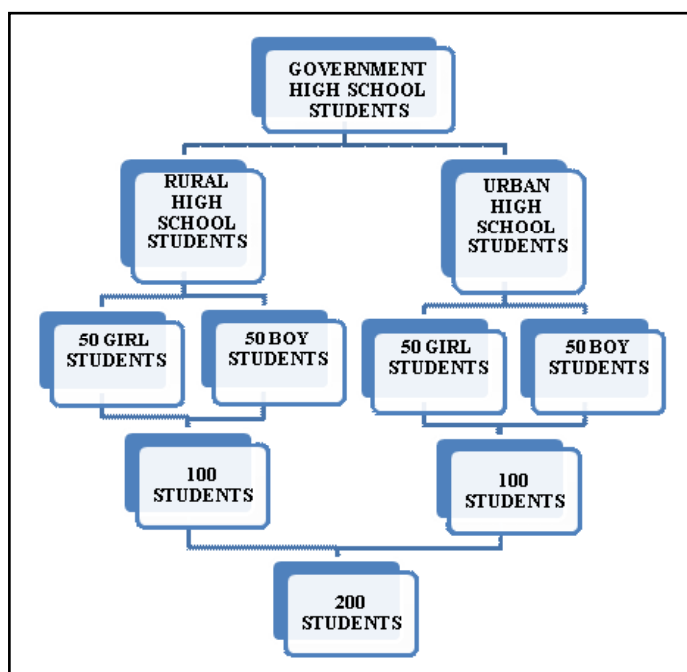 GOVERNMENT
HIGH SCHOOL
STUDENTS
RURAL
HIGH
SCHOOL
STUDENTS
URBAN
HIGH
SCHOOL
STUDENTS
50 GIRL
STUDENTS
50 BOY
STUDENTS
50 GIRL
STUDENTS
50 BOY
STUDENTS
100
STUDENTS
100
STUDENTS
200
STUDENTS